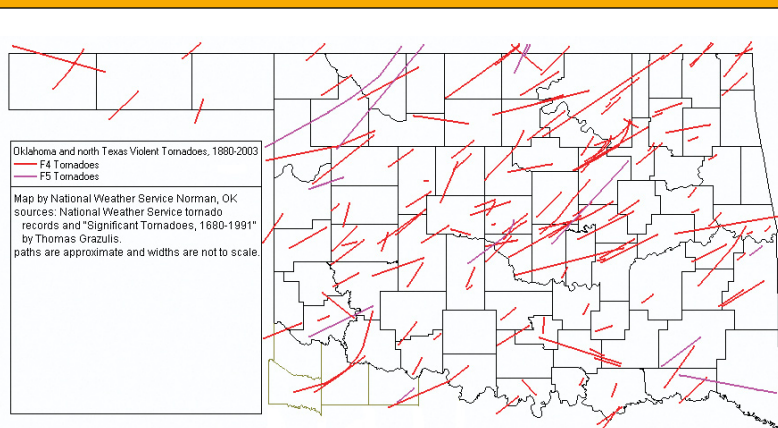 Oklahoma and north Texas Violent Tornadoes, 1880-2003
F4 Tornadoes
F5 Tornadoes
Map by National Weather Service Norman, OK
sources: National Weather Service tornado
records and "Significant Tornadoes, 1680-1991"
by Thomas Grazulis.
paths are approximate and widths are not to scale.